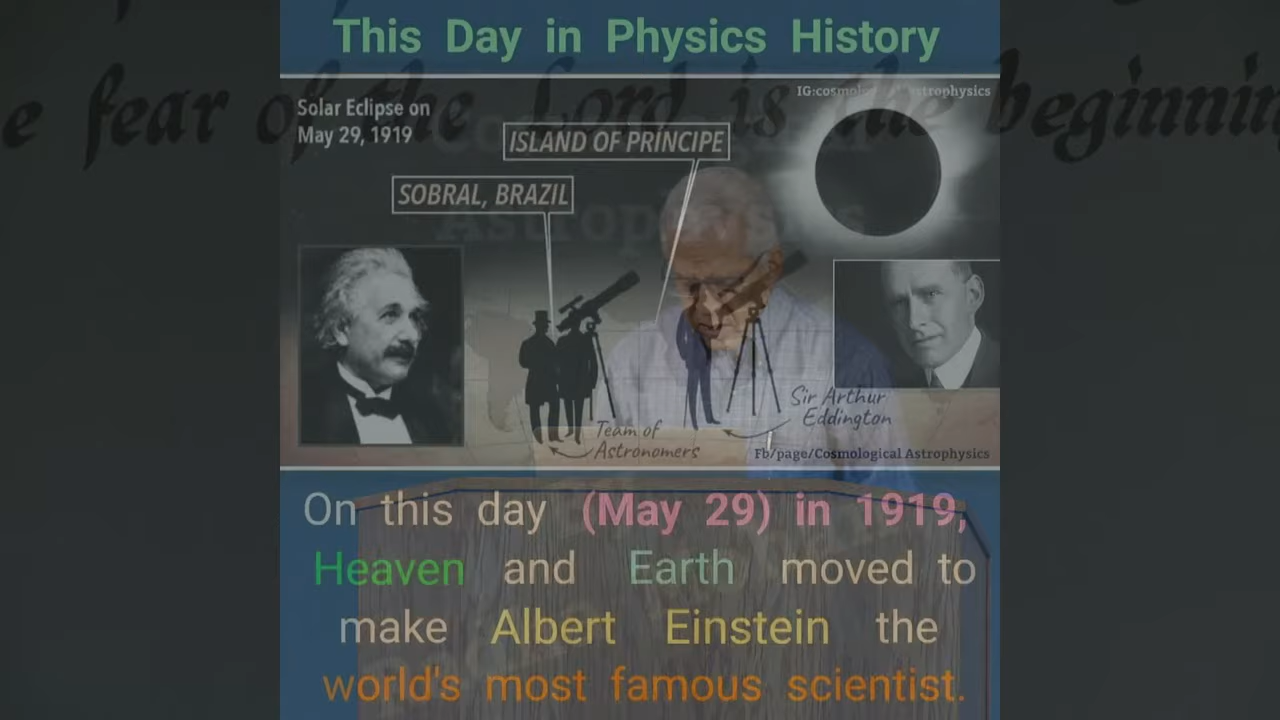 This Day in Physics History
e fear of the Lord is the beginnin
IG:cosmological astrophysics
Solar Eclipse on
May 29, 1919
ISLAND OF PRÍNCIPE
SOBRAL, BRAZIL
Sir Arthur
Eddington
Team of
Astronomers
Fb/page/Cosmological Astrophysics
On this day (May 29) in 1919,
Heaven and Earth moved to
make Albert Einstein the
world's most famous scientist.